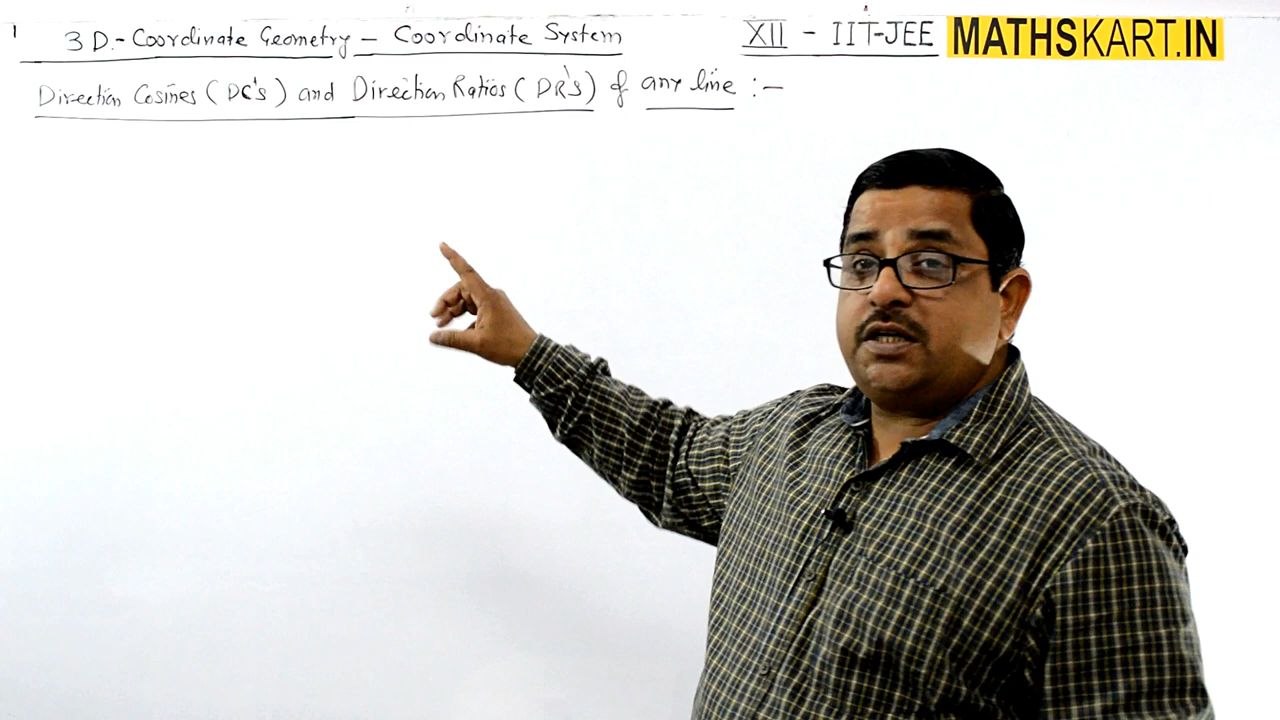 1 3D.-Coordinate Geometry - Coordinate System XII - IIT-JEE MATHSKART.IN
Direction Cosines (DC's) and Direction Ratios (DR's) of any line :-